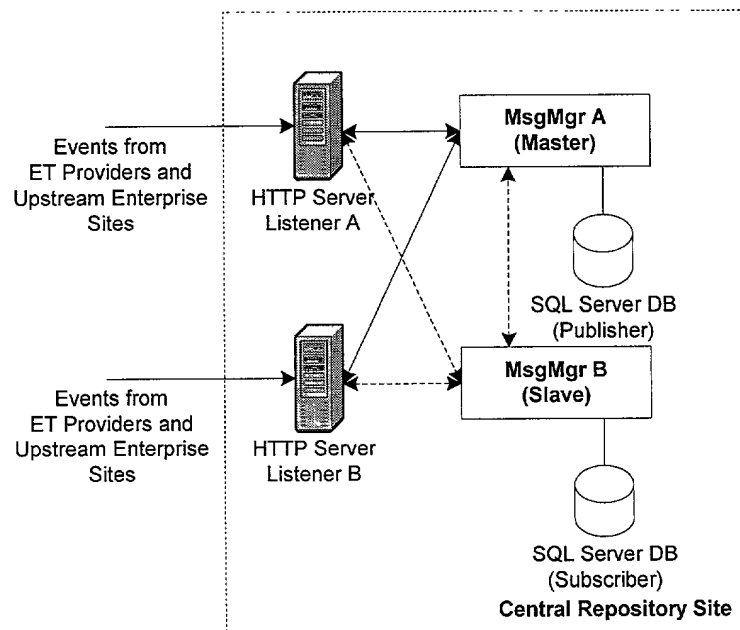 MsgMgr A
(Master)
Events from
ET Providers and
Upstream Enterprise
Sites
HTTP Server
Listener A
SQL Server DB
(Publisher)
MsgMgr B
(Slave)
Events from
ET Providers and
Upstream Enterprise
Sites
HTTP Server
Listener B
SQL Server DB
(Subscriber)
Central Repository Site